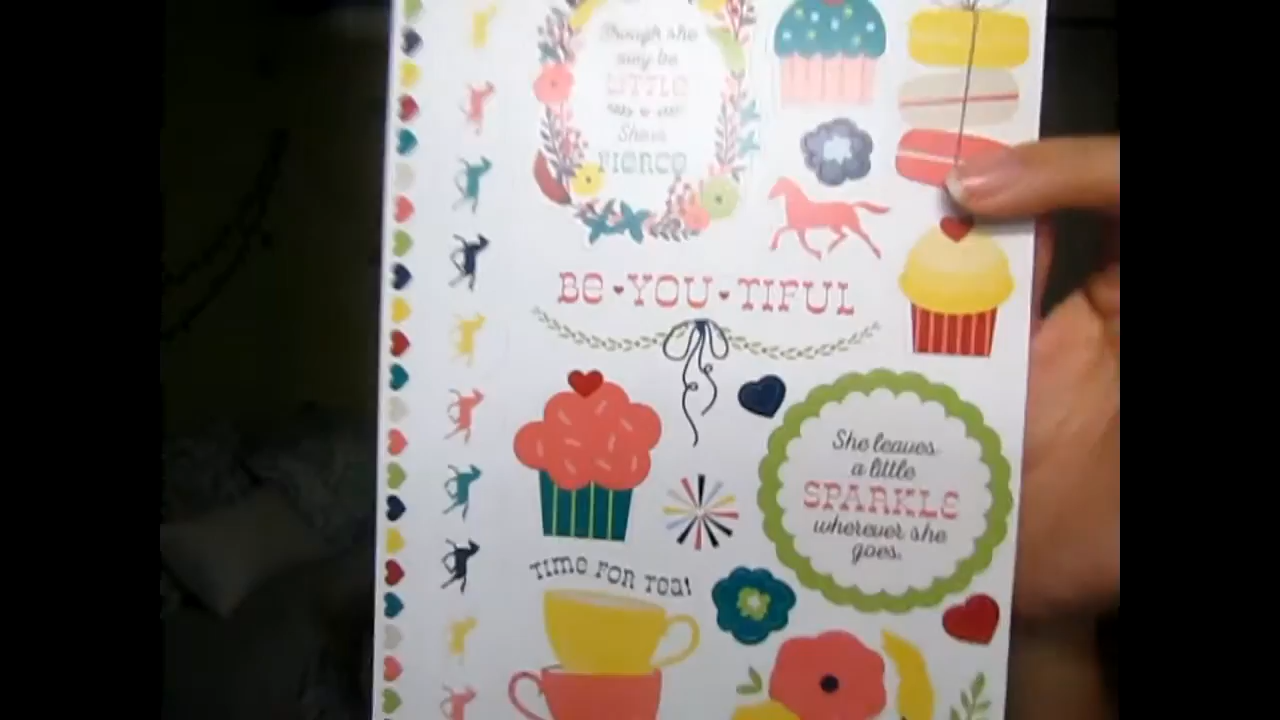 Though she
may be
LITTLE
She is
FIERCE
BE-YOU-TIFUL
She leaves
a little
SPARKLE
wherever she
goes.
TIME FOR TEA!